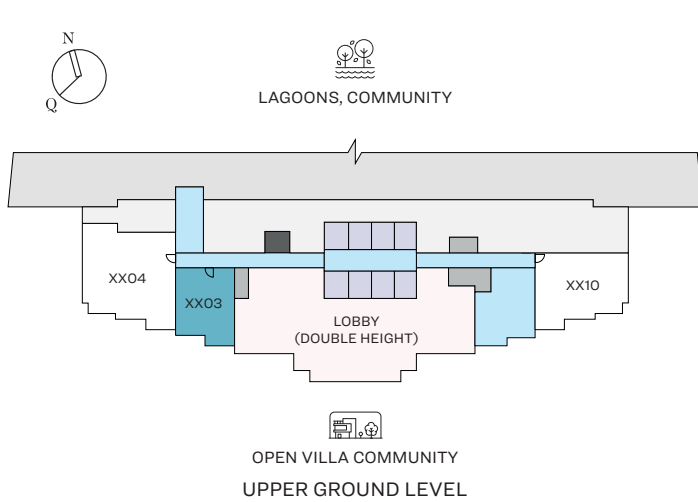 N
Q
LAGOONS, COMMUNITY
XX04
XX03
LOBBY
(DOUBLE HEIGHT)
XX10
OPEN VILLA COMMUNITY
UPPER GROUND LEVEL